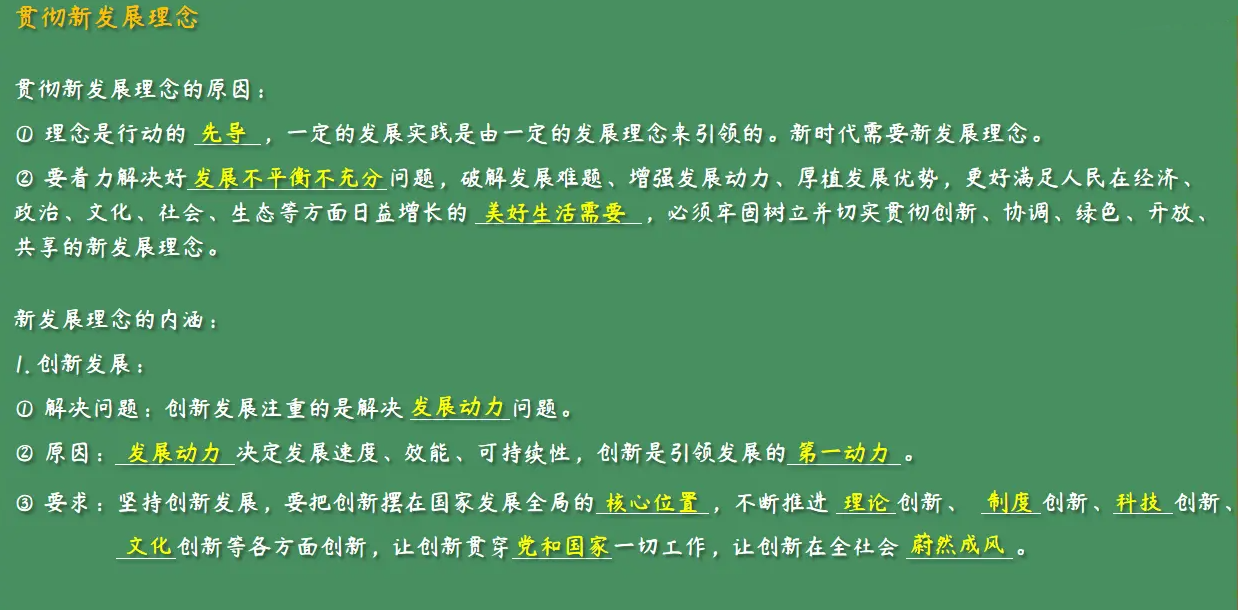 贯彻新发展理念
贯彻新发展理念的原因：
① 理念是行动的 先导 ，一定的发展实践是由一定的发展理念来引领的。新时代需要新发展理念。
② 要着力解决好发展不平衡不充分问题，破解发展难题、增强发展动力、厚植发展优势，更好满足人民在经济、
政治、文化、社会、生态等方面日益增长的 美好生活需要 ，必须牢固树立并切实贯彻创新、协调、绿色、开放、
共享的新发展理念。
新发展理念的内涵：
1. 创新发展：
① 解决问题：创新发展注重的是解决 发展动力 问题。
② 原因： 发展动力 决定发展速度、效能、可持续性，创新是引领发展的 第一动力 。
③ 要求：坚持创新发展，要把创新摆在国家发展全局的 核心位置 ，不断推进 理论 创新、 制度 创新、 科技 创新、
文化 创新等各方面创新，让创新贯穿 党和国家 一切工作，让创新在全社会 蔚然成风 。